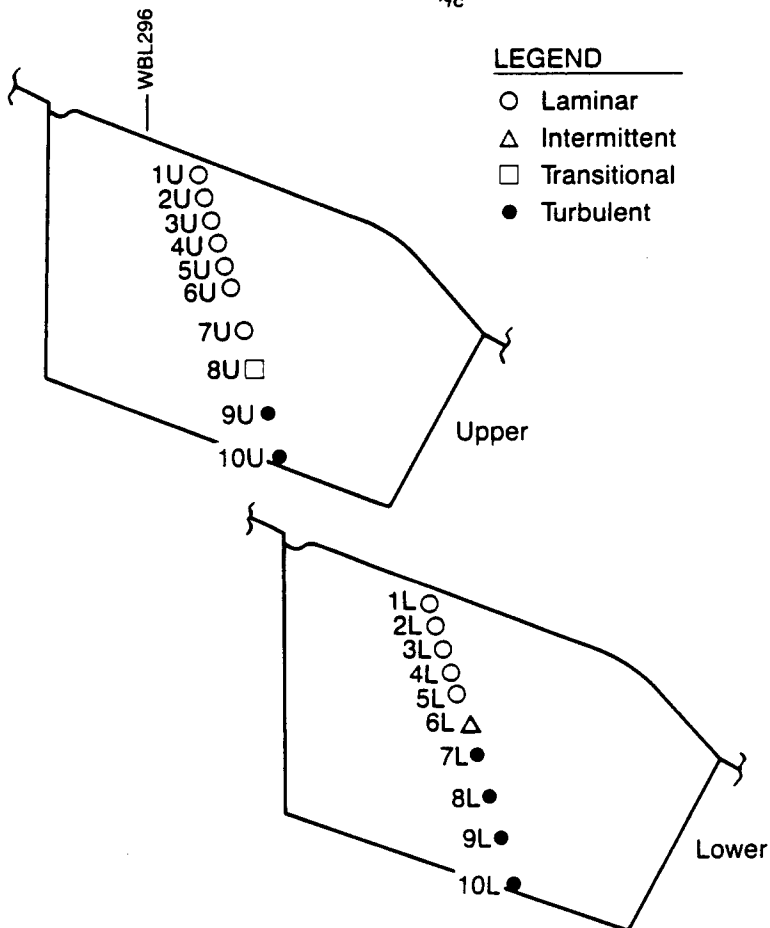 WBL296
LEGEND
Laminar
Intermittent
Transitional
Turbulent
1U
2U
3U
4U
5U
6U
7U
8U
9U
10U
Upper
1L
2L
3L
4L
5L
6L
7L
8L
9L
10L
Lower